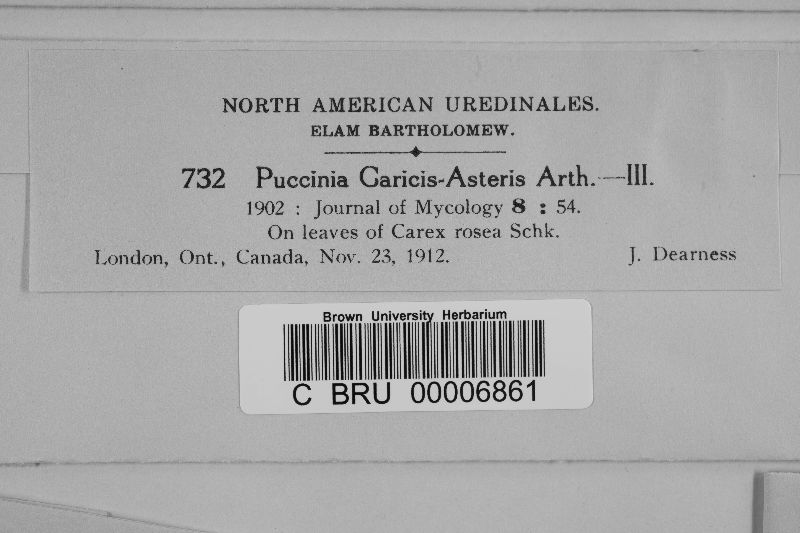 NORTH AMERICAN UREDINALES.
ELAM BARTHOLOMEW.
732 Puccinia Caricis-Asteris Arth.—III.
1902 : Journal of Mycology 8 : 54.
On leaves of Carex rosea Schk.
London, Ont., Canada, Nov. 23, 1912. J. Dearness
Brown University Herbarium
C BRU 00006861